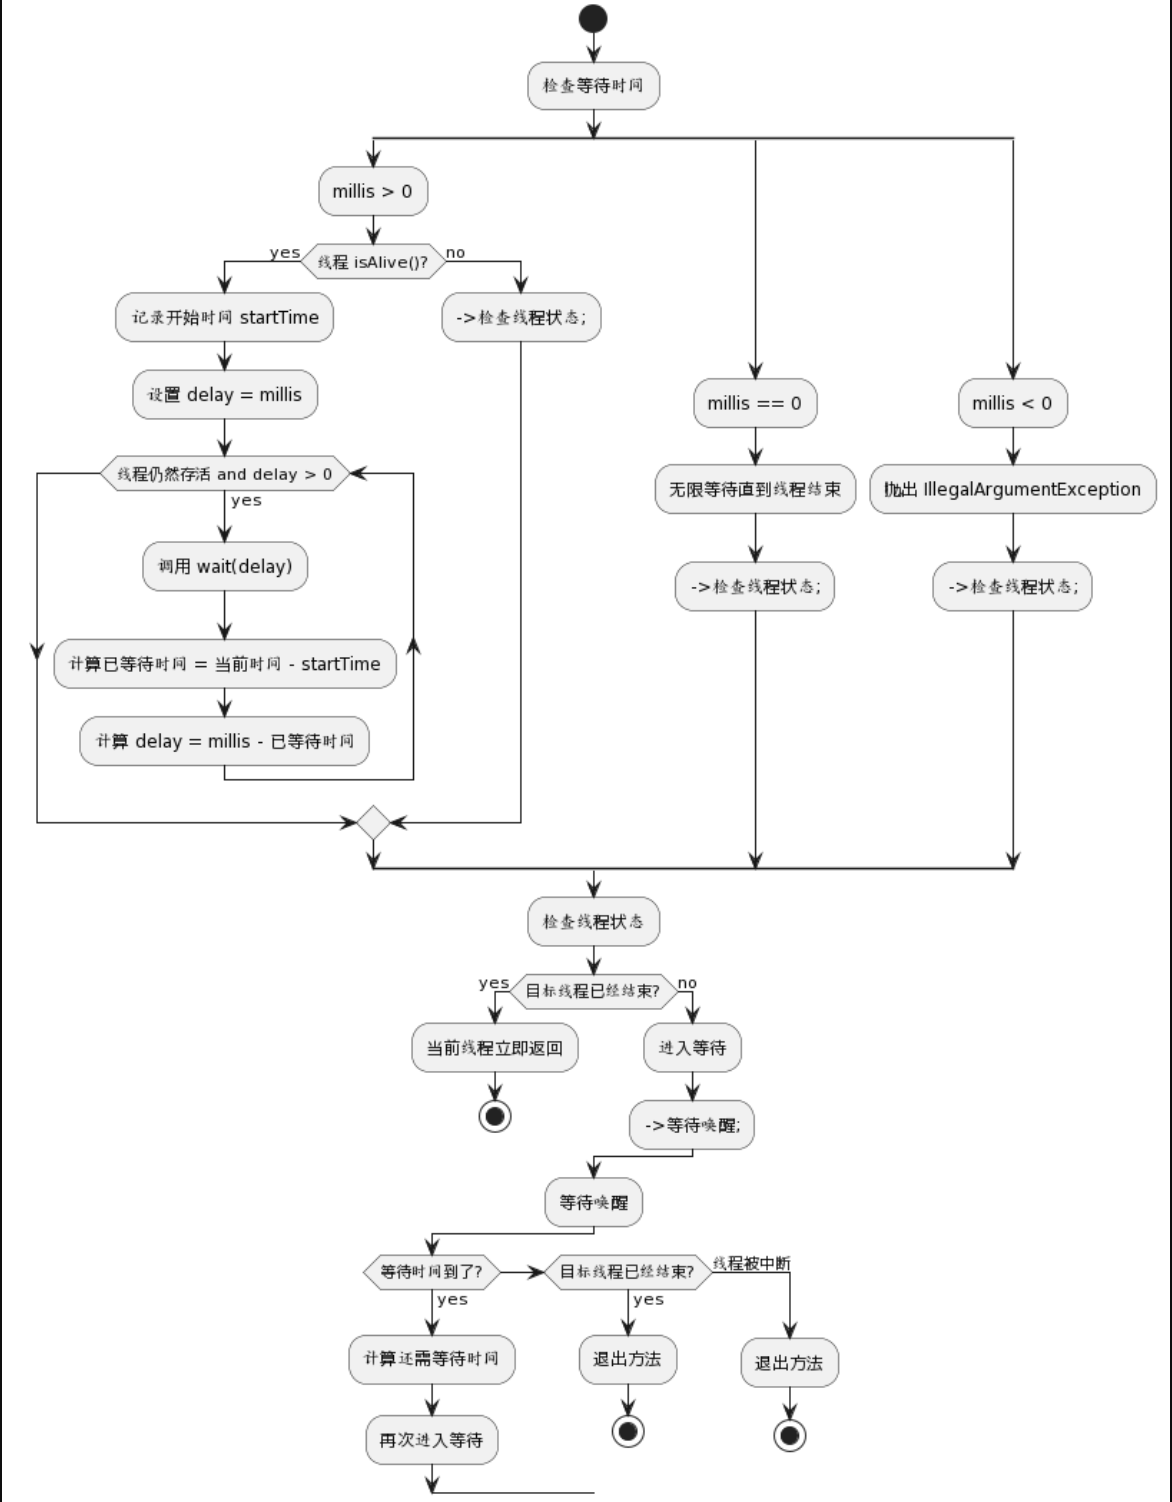 检查等待时间
millis > 0
yes
线程 isAlive()?
no
记录开始时间 startTime
->检查线程状态;
设置 delay = millis
millis == 0
millis < 0
线程仍然存活 and delay > 0
yes
无限等待直到线程结束
抛出 IllegalArgumentException
调用 wait(delay)
->检查线程状态;
->检查线程状态;
计算已等待时间 = 当前时间 - startTime
计算 delay = millis - 已等待时间
检查线程状态
yes
目标线程已经结束?
no
当前线程立即返回
进入等待
->等待唤醒;
等待唤醒
等待时间到了?
目标线程已经结束?
线程被中断
yes
yes
计算还需等待时间
退出方法
退出方法
再次进入等待